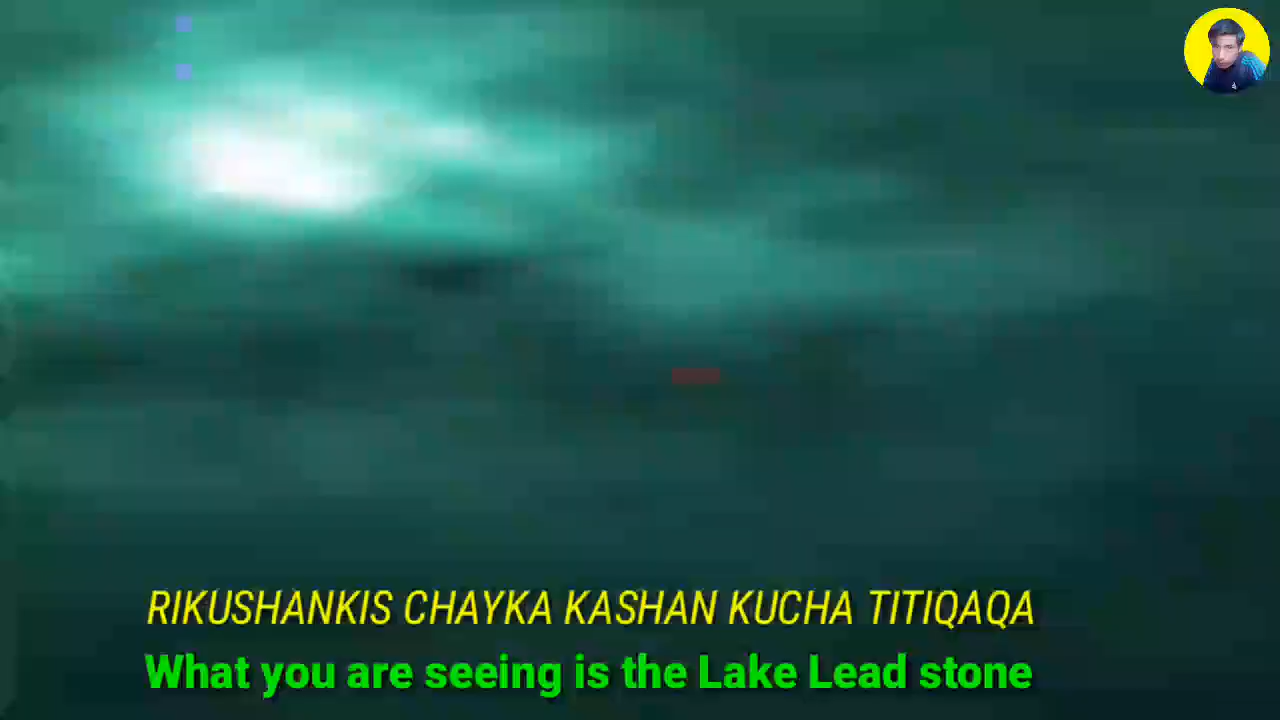 RIKUSHANKIS CHAYKA KASHAN KUCHA TITIQAQA
What you are seeing is the Lake Lead stone